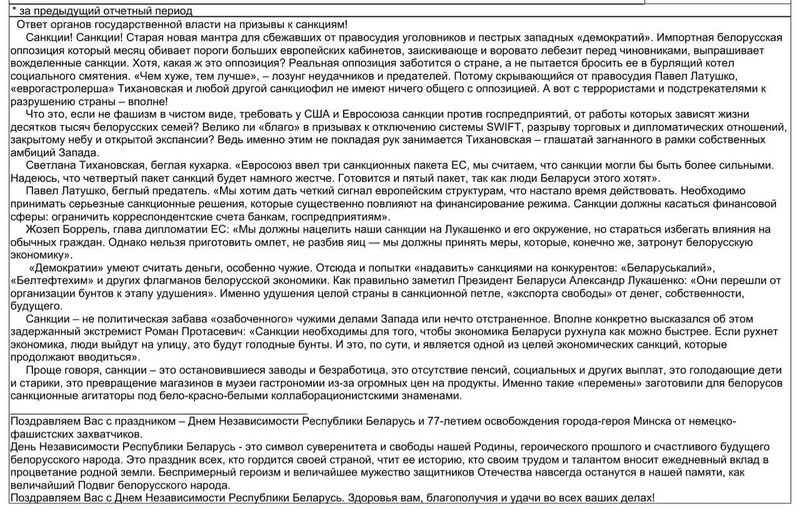 * за предыдущий отчетный период
Ответ органов государственной власти на призывы к санкциям!
Санкции! Санкции! Старая новая мантра для сбежавших от правосудия уголовников и пестрых западных «демократий». Импортная белорусская
оппозиция который месяц обивает пороги больших европейских кабинетов, заискивающе и воровато лебезит перед чиновниками, выпрашивает
вожделенные санкции. Хотя, какая ж это оппозиция? Реальная оппозиция заботится о стране, а не пытается бросить ее в бурлящий котел
социального смятения. «Чем хуже, тем лучше», – лозунг неудачников и предателей. Потому скрывающийся от правосудия Павел Латушко,
«еврогастролерша» Тихановская и любой другой санкциофил не имеют ничего общего с оппозицией. А вот с террористами и подстрекателями к
разрушению страны – вполне!
Что это, если не фашизм в чистом виде, требовать у США и Евросоюза санкции против госпредприятий, от работы которых зависят жизни
десятков тысяч белорусских семей? Велико ли «благо» в призывах к отключению системы SWIFT, разрыву торговых и дипломатических отношений,
закрытому небу и открытой экспансии? Ведь именно этим не покладая рук занимается Тихановская – глашатай загнанного в рамки собственных
амбиций Запада.
Светлана Тихановская, беглая кухарка. «Евросоюз ввел три санкционных пакета ЕС, мы считаем, что санкции могли бы быть более сильными.
Надеюсь, что четвертый пакет санкций будет намного жестче. Готовится и пятый пакет, так как люди Беларуси этого хотят».
Павел Латушко, беглый предатель. «Мы хотим дать четкий сигнал европейским структурам, что настало время действовать. Необходимо
принимать серьезные санкционные решения, которые существенно повлияют на финансирование режима. Санкции должны касаться финансовой
сферы: ограничить корреспондентские счета банкам, госпредприятиям».
Жозеп Боррель, глава дипломатии ЕС: «Мы должны нацелить наши санкции на Лукашенко и его окружение, но стараться избегать влияния на
обычных граждан. Однако нельзя приготовить омлет, не разбив яиц — мы должны принять меры, которые, конечно же, затронут белорусскую
экономику».
«Демократии» умеют считать деньги, особенно чужие. Отсюда и попытки «надавить» санкциями на конкурентов: «Беларуськалий»,
«Белтефтехим» и других флагманов белорусской экономики. Как правильно заметил Президент Беларуси Александр Лукашенко: «Они перешли от
организации бунтов к этапу удушения». Именно удушения целой страны в санкционной петле, «экспорта свободы» от денег, собственности,
будущего.
Санкции – не политическая забава «озабоченного» чужими делами Запада или нечто отстраненное. Вполне конкретно высказался об этом
задержанный экстремист Роман Протасевич: «Санкции необходимы для того, чтобы экономика Беларуси рухнула как можно быстрее. Если рухнет
экономика, люди выйдут на улицу, это будут голодные бунты. И это, по сути, и является одной из целей экономических санкций, которые
продолжают вводиться».
Проще говоря, санкции – это остановившиеся заводы и безработица, это отсутствие пенсий, социальных и других выплат, это голодающие дети
и старики, это превращение магазинов в музеи гастрономии из-за огромных цен на продукты. Именно такие «перемены» заготовили для белорусов
санкционные агитаторы под бело-красно-белыми коллаборационистскими знаменами.
Поздравляем Вас с праздником – Днем Независимости Республики Беларусь и 77-летием освобождения города-героя Минска от немецко-
фашистских захватчиков.
День Независимости Республики Беларусь - это символ суверенитета и свободы нашей Родины, героического прошлого и счастливого будущего
белорусского народа. Это праздник всех, кто гордится своей страной, чтит ее историю, кто своим трудом и талантом вносит ежедневный вклад в
процветание родной земли. Беспримерный героизм и величайшее мужество защитников Отечества навсегда останутся в нашей памяти, как
величайший Подвиг белорусского народа.
Поздравляем Вас с Днем Независимости Республики Беларусь. Здоровья вам, благополучия и удачи во всех ваших делах!